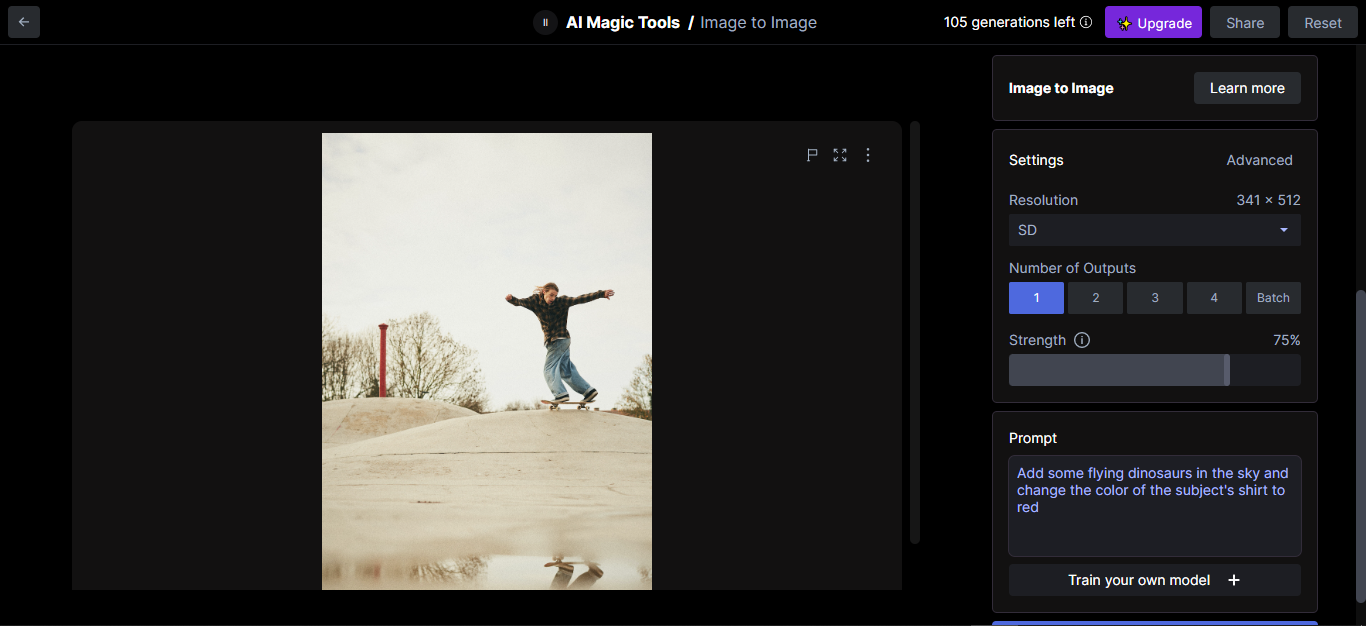 AI Magic Tools / Image to Image
105 generations left
Upgrade
Share
Reset
Image to Image
Learn more
Settings
Advanced
Resolution
341 × 512
SD
Number of Outputs
1
2
3
4
Batch
Strength
75%
Prompt
Add some flying dinosaurs in the sky and
change the color of the subject's shirt to
red
Train your own model +